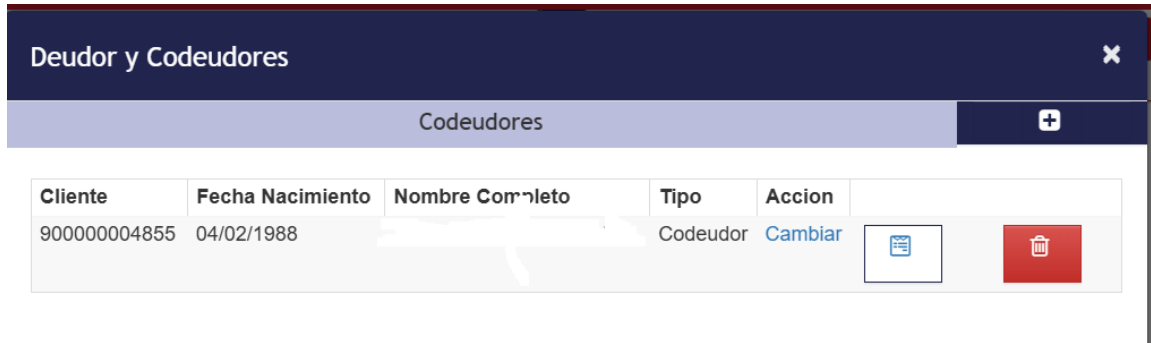 Deudor y Codeudores
Codeudores
Cliente Fecha Nacimiento Nombre Completo Tipo Accion
900000004855 04/02/1988 Codeudor Cambiar